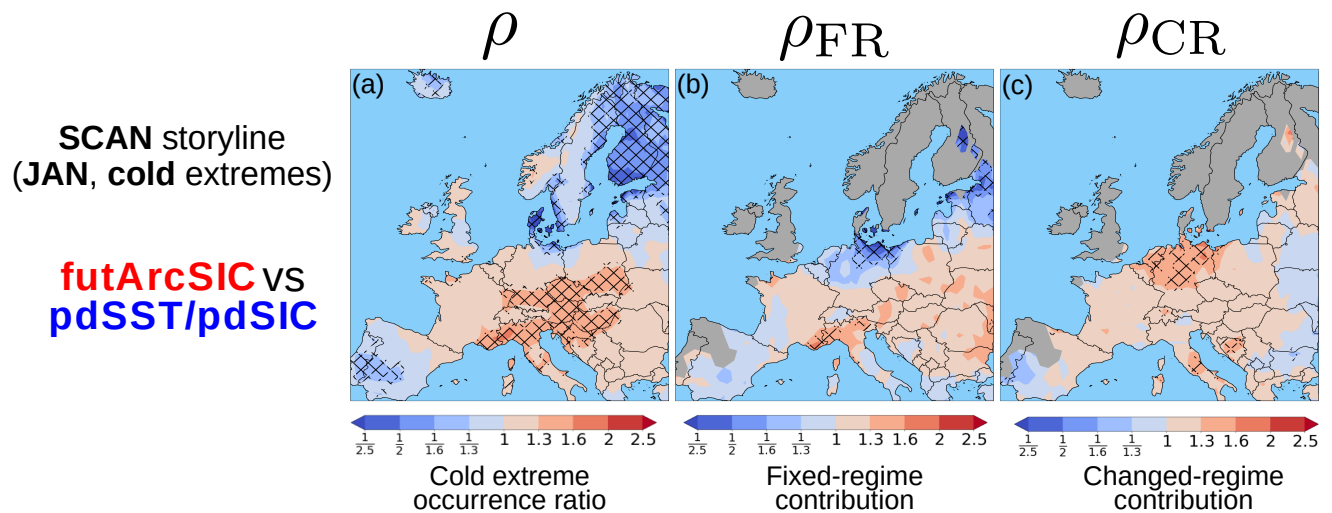 ρ
ρFR
ρCR
(a)
(b)
(c)
SCAN storyline
(JAN, cold extremes)
futArcSIC vs
pdSST/pdSIC
1/2.5 1/2 1/1.6 1/1.3 1 1.3 1.6 2 2.5
1/2.5 1/2 1/1.6 1/1.3 1 1.3 1.6 2 2.5
1/2.5 1/2 1/1.6 1/1.3 1 1.3 1.6 2 2.5
Cold extreme
occurrence ratio
Fixed-regime
contribution
Changed-regime
contribution